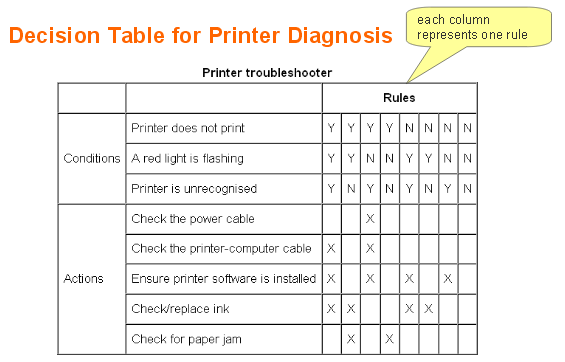 Decision Table for Printer Diagnosis
each column
represents one rule
Printer troubleshooter
Rules
Conditions
Printer does not print Y Y Y Y N N N N
A red light is flashing Y Y N N Y Y N N
Printer is unrecognised Y N Y N Y N Y N
Actions
Check the power cable X
Check the printer-computer cable X X
Ensure printer software is installed X X X X
Check/replace ink X X X X
Check for paper jam X X